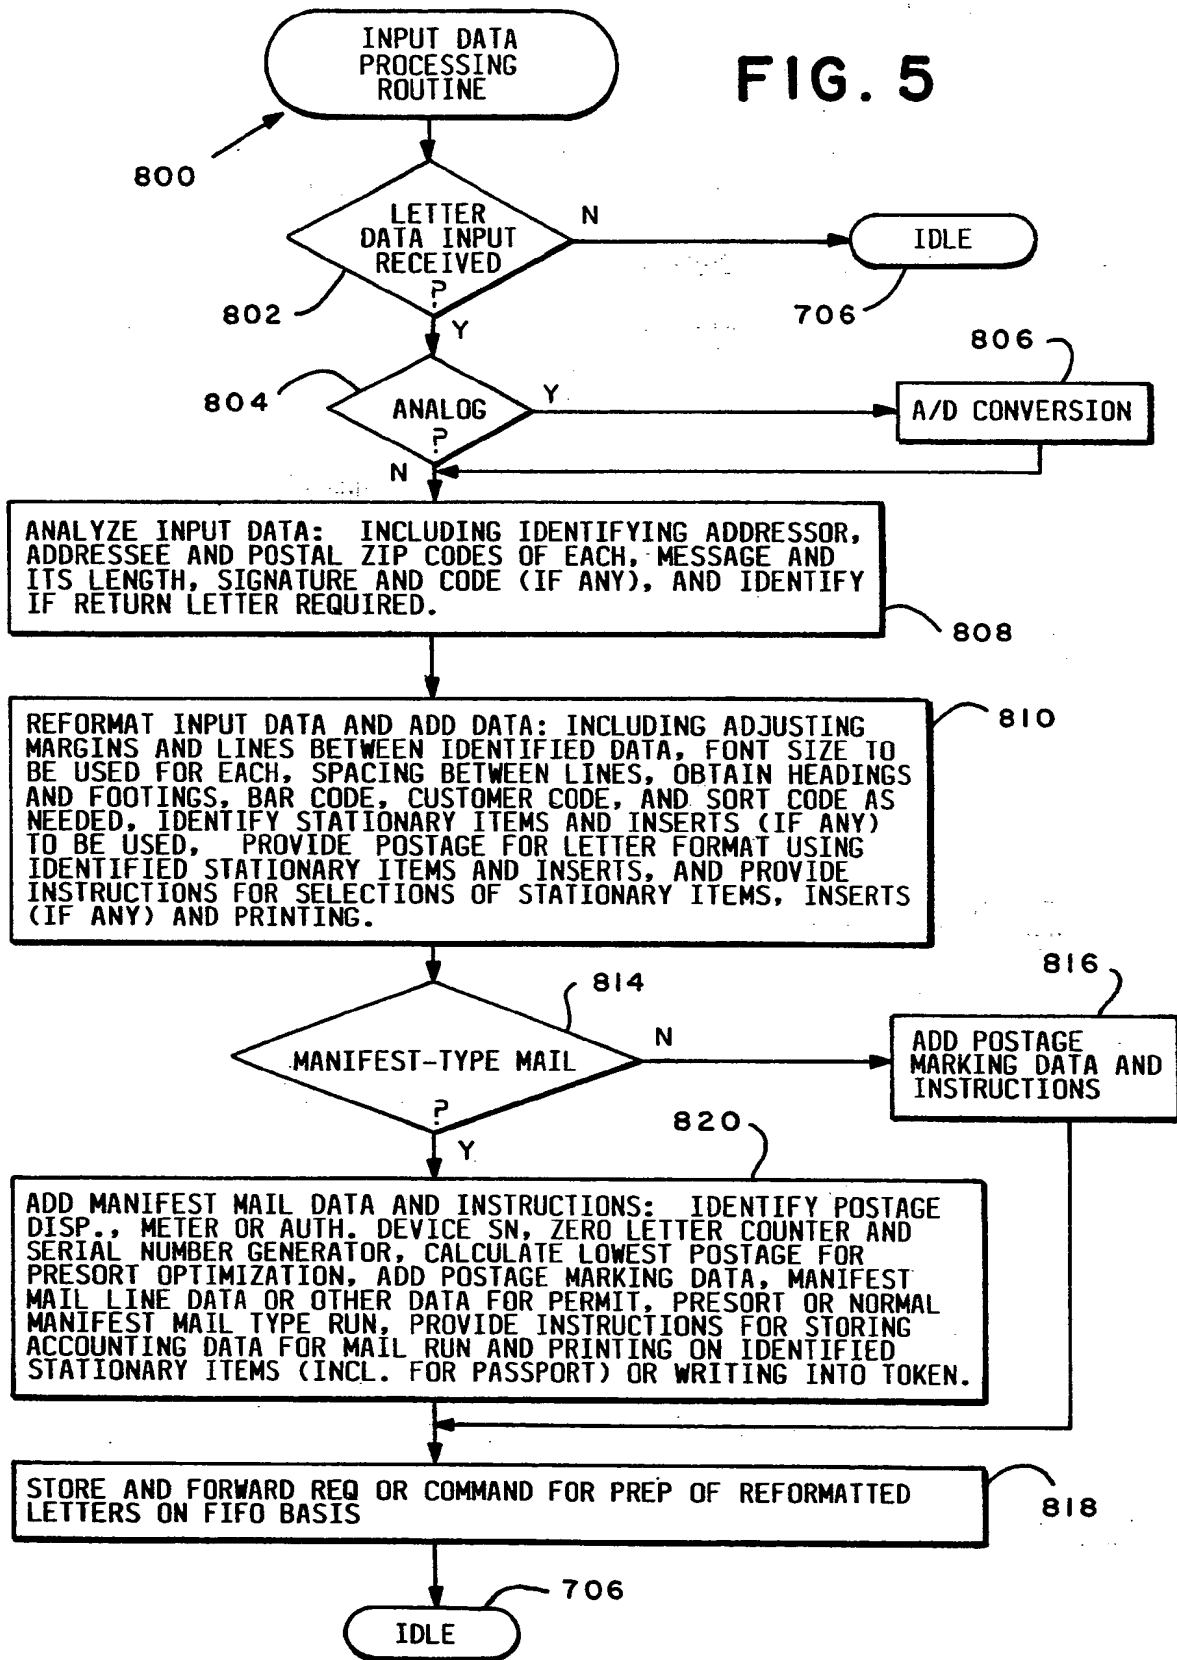 INPUT DATA
PROCESSING
ROUTINE
FIG. 5
800
LETTER
DATA INPUT
RECEIVED
?
N
IDLE
802
706
Y
806
804
ANALOG
?
Y
A/D CONVERSION
N
ANALYZE INPUT DATA: INCLUDING IDENTIFYING ADDRESSOR,
ADDRESSEE AND POSTAL ZIP CODES OF EACH, MESSAGE AND
ITS LENGTH, SIGNATURE AND CODE (IF ANY), AND IDENTIFY
IF RETURN LETTER REQUIRED.
808
810
REFORMAT INPUT DATA AND ADD DATA: INCLUDING ADJUSTING
MARGINS AND LINES BETWEEN IDENTIFIED DATA, FONT SIZE TO
BE USED FOR EACH, SPACING BETWEEN LINES, OBTAIN HEADINGS
AND FOOTINGS, BAR CODE, CUSTOMER CODE, AND SORT CODE AS
NEEDED, IDENTIFY STATIONARY ITEMS AND INSERTS (IF ANY)
TO BE USED, PROVIDE POSTAGE FOR LETTER FORMAT USING
IDENTIFIED STATIONARY ITEMS AND INSERTS, AND PROVIDE
INSTRUCTIONS FOR SELECTIONS OF STATIONARY ITEMS, INSERTS
(IF ANY) AND PRINTING.
814
816
MANIFEST-TYPE MAIL
?
N
ADD POSTAGE
MARKING DATA AND
INSTRUCTIONS
Y
820
ADD MANIFEST MAIL DATA AND INSTRUCTIONS: IDENTIFY POSTAGE
DISP., METER OR AUTH. DEVICE SN, ZERO LETTER COUNTER AND
SERIAL NUMBER GENERATOR, CALCULATE LOWEST POSTAGE FOR
PRESORT OPTIMIZATION, ADD POSTAGE MARKING DATA, MANIFEST
MAIL LINE DATA OR OTHER DATA FOR PERMIT, PRESORT OR NORMAL
MANIFEST MAIL TYPE RUN, PROVIDE INSTRUCTIONS FOR STORING
ACCOUNTING DATA FOR MAIL RUN AND PRINTING ON IDENTIFIED
STATIONARY ITEMS (INCL. FOR PASSPORT) OR WRITING INTO TOKEN.
STORE AND FORWARD REQ OR COMMAND FOR PREP OF REFORMATTED
LETTERS ON FIFO BASIS
818
706
IDLE